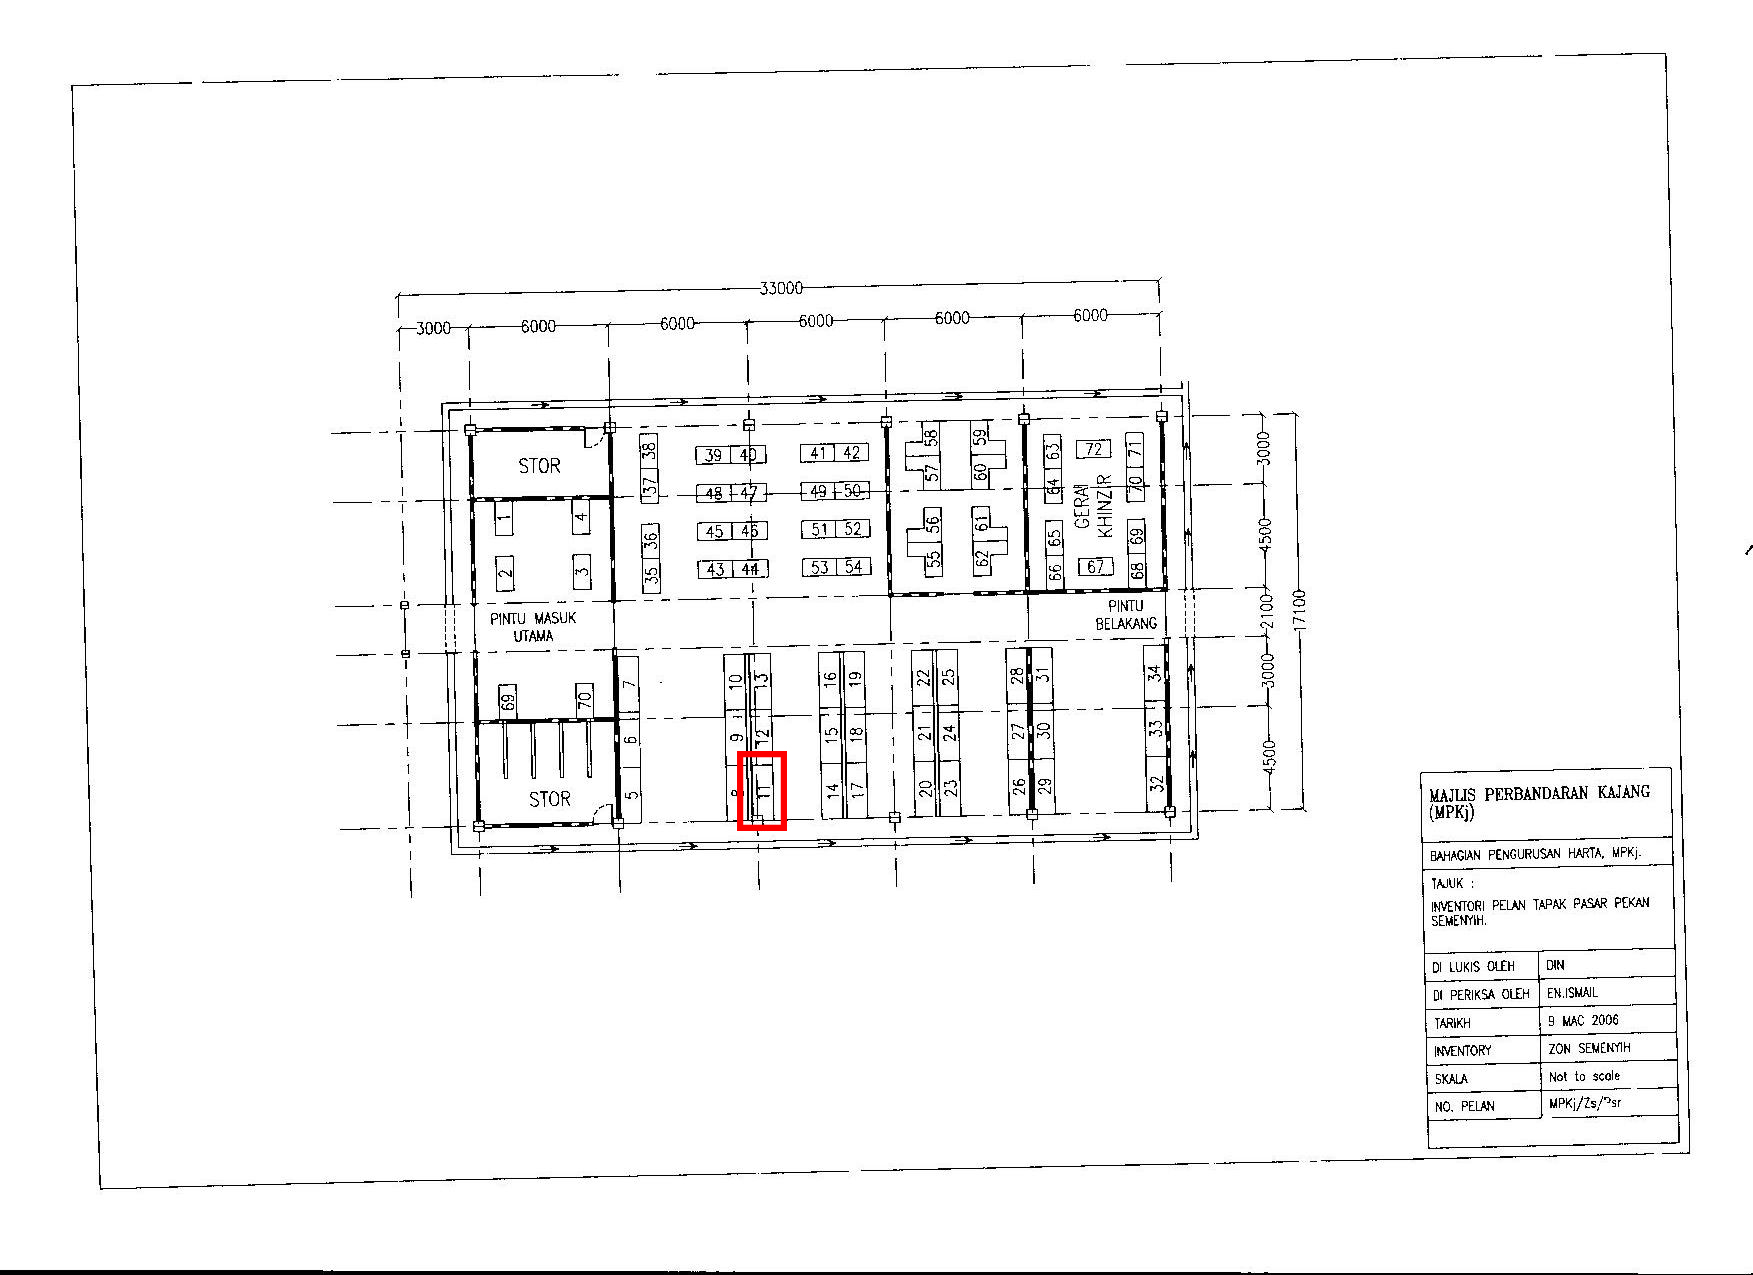 33000
3000 6000 6000 6000 6000 6000
STOR
38 37 36 35
39 40 41 42
48 47 49 50
45 46 51 52
43 44 53 54
58 57 59 60
56 55 61 62
63 64 65 66
72
GERAI
KHINZIR
67
71 70 69 68
1 4
2 3
PINTU MASUK
UTAMA
PINTU
BELAKANG
3000
4500
2100
17100
3000
4500
69 70
STOR
7 10 13 16 19 22 25 28 31 34
6 9 12 15 18 21 24 27 30 33
5 8 11 14 17 20 23 26 29 32
MAJLIS PERBANDARAN KAJANG
(MPKj)
BAHAGIAN PENGURUSAN HARTA, MPKj.
TAJUK :
INVENTORI PELAN TAPAK PASAR PEKAN
SEMENYIH.
DI LUKIS OLEH DIN
DI PERIKSA OLEH EN.ISMAIL
TARIKH 9 MAC 2006
INVENTORY ZON SEMENYIH
SKALA Not to scale
NO. PELAN MPKj/Zs/